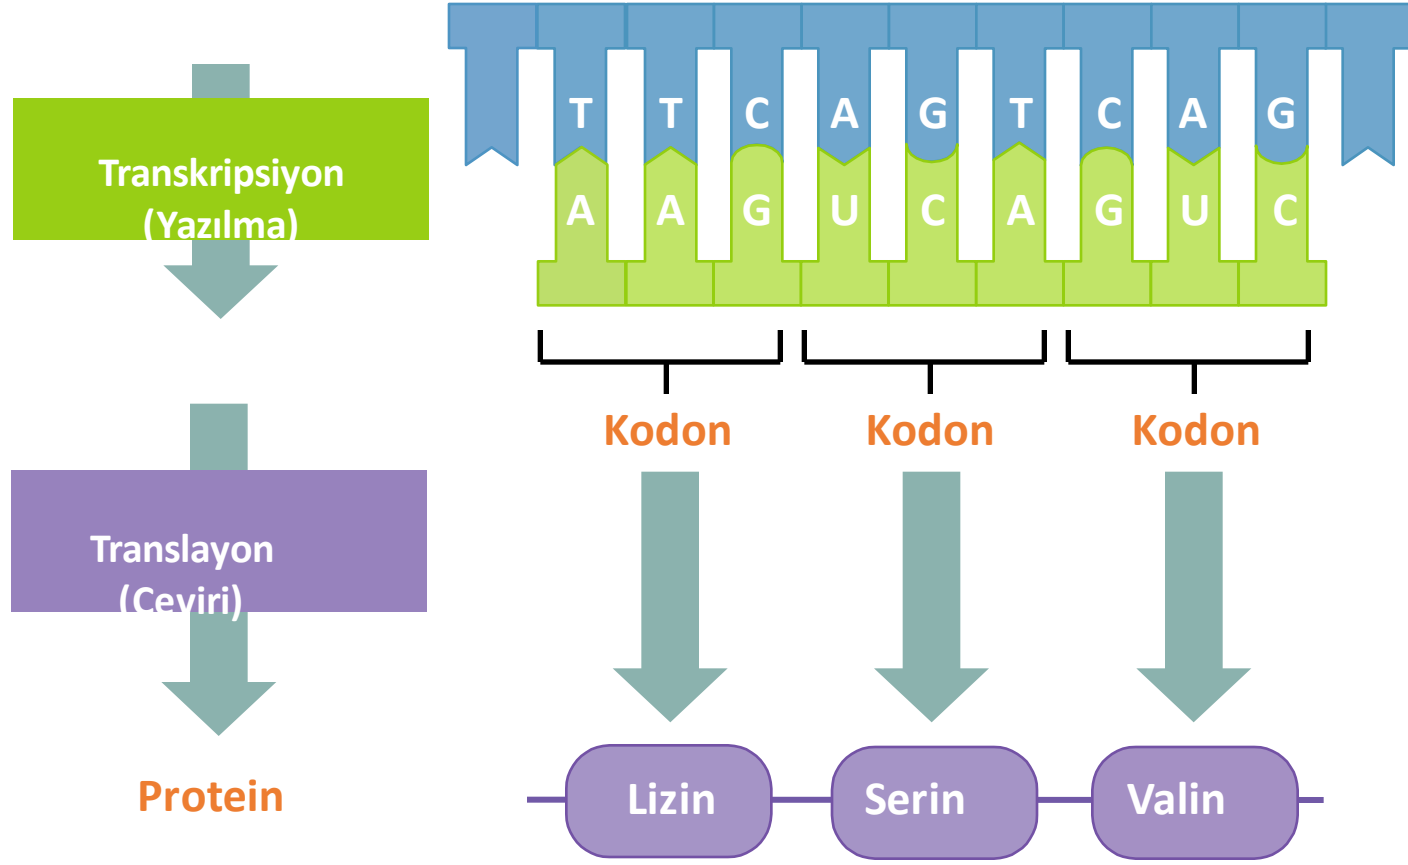 T T C A G T C A G
Transkripsiyon
(Yazılma)
A A G U C A G U C
Kodon Kodon Kodon
Translayon
(Çeviri)
Protein
Lizin Serin Valin